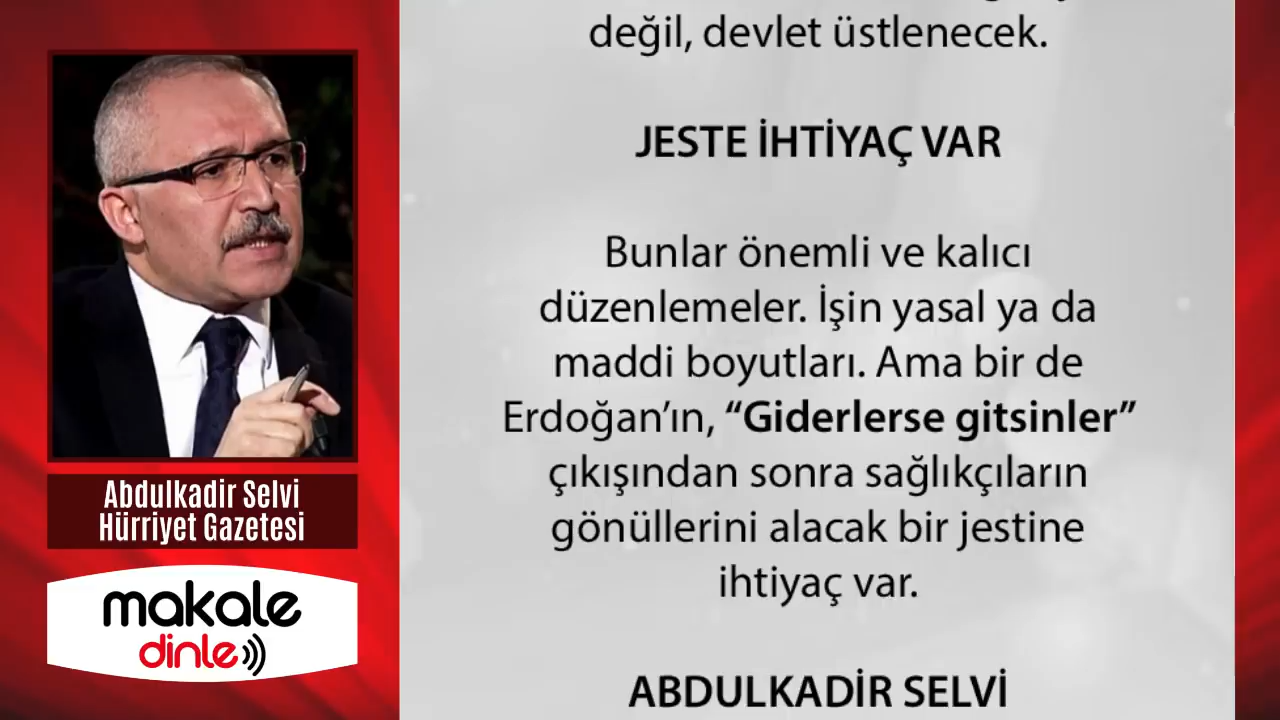 değil, devlet üstlenecek.
JESTE İHTİYAÇ VAR
Bunlar önemli ve kalıcı
düzenlemeler. İşin yasal ya da
maddi boyutları. Ama bir de
Erdoğan’ın, “Giderlerse gitsinler”
çıkışından sonra sağlıkçıların
gönüllerini alacak bir jestine
ihtiyaç var.
ABDULKADİR SELVİ
Abdulkadir Selvi
Hürriyet Gazetesi
makale
dinle